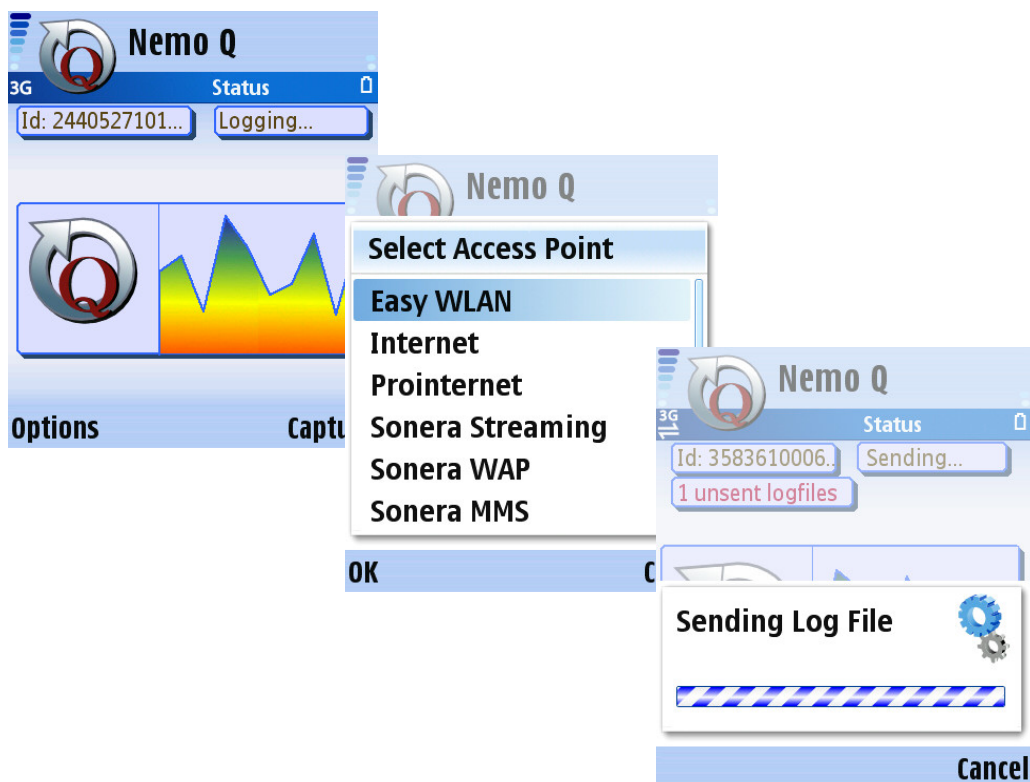 Nemo Q
3G
Status
Id: 2440527101...
Logging...
Q
Options
Captu
Nemo Q
Select Access Point
Easy WLAN
Internet
Prointernet
Sonera Streaming
Sonera WAP
Sonera MMS
OK
C
Nemo Q
3G
Status
Id: 3583610006..
Sending...
1 unsent logfiles
Sending Log File
Cancel